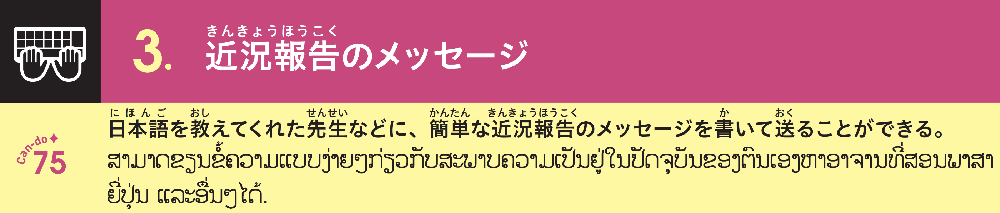 きんきょうほうこく
3. 近況報告のメッセージ
にほんご おし せんせい かんたん きんきょうほうこく か おく
日本語を教えてくれた先生などに、簡単な近況報告のメッセージを書いて送ることができる。
Can-do
75
ສາມາດຂຽນຂໍ້ຄວາມແບບງ່າຍໆກ່ຽວກັບສະພາບຄວາມເປັນຢູ່ໃນປັດຈຸບັນຂອງຕົນເອງຫາອາຈານທີ່ສອນພາສາ
ຍີ່ປຸ່ນ ແລະອື່ນໆໄດ້.